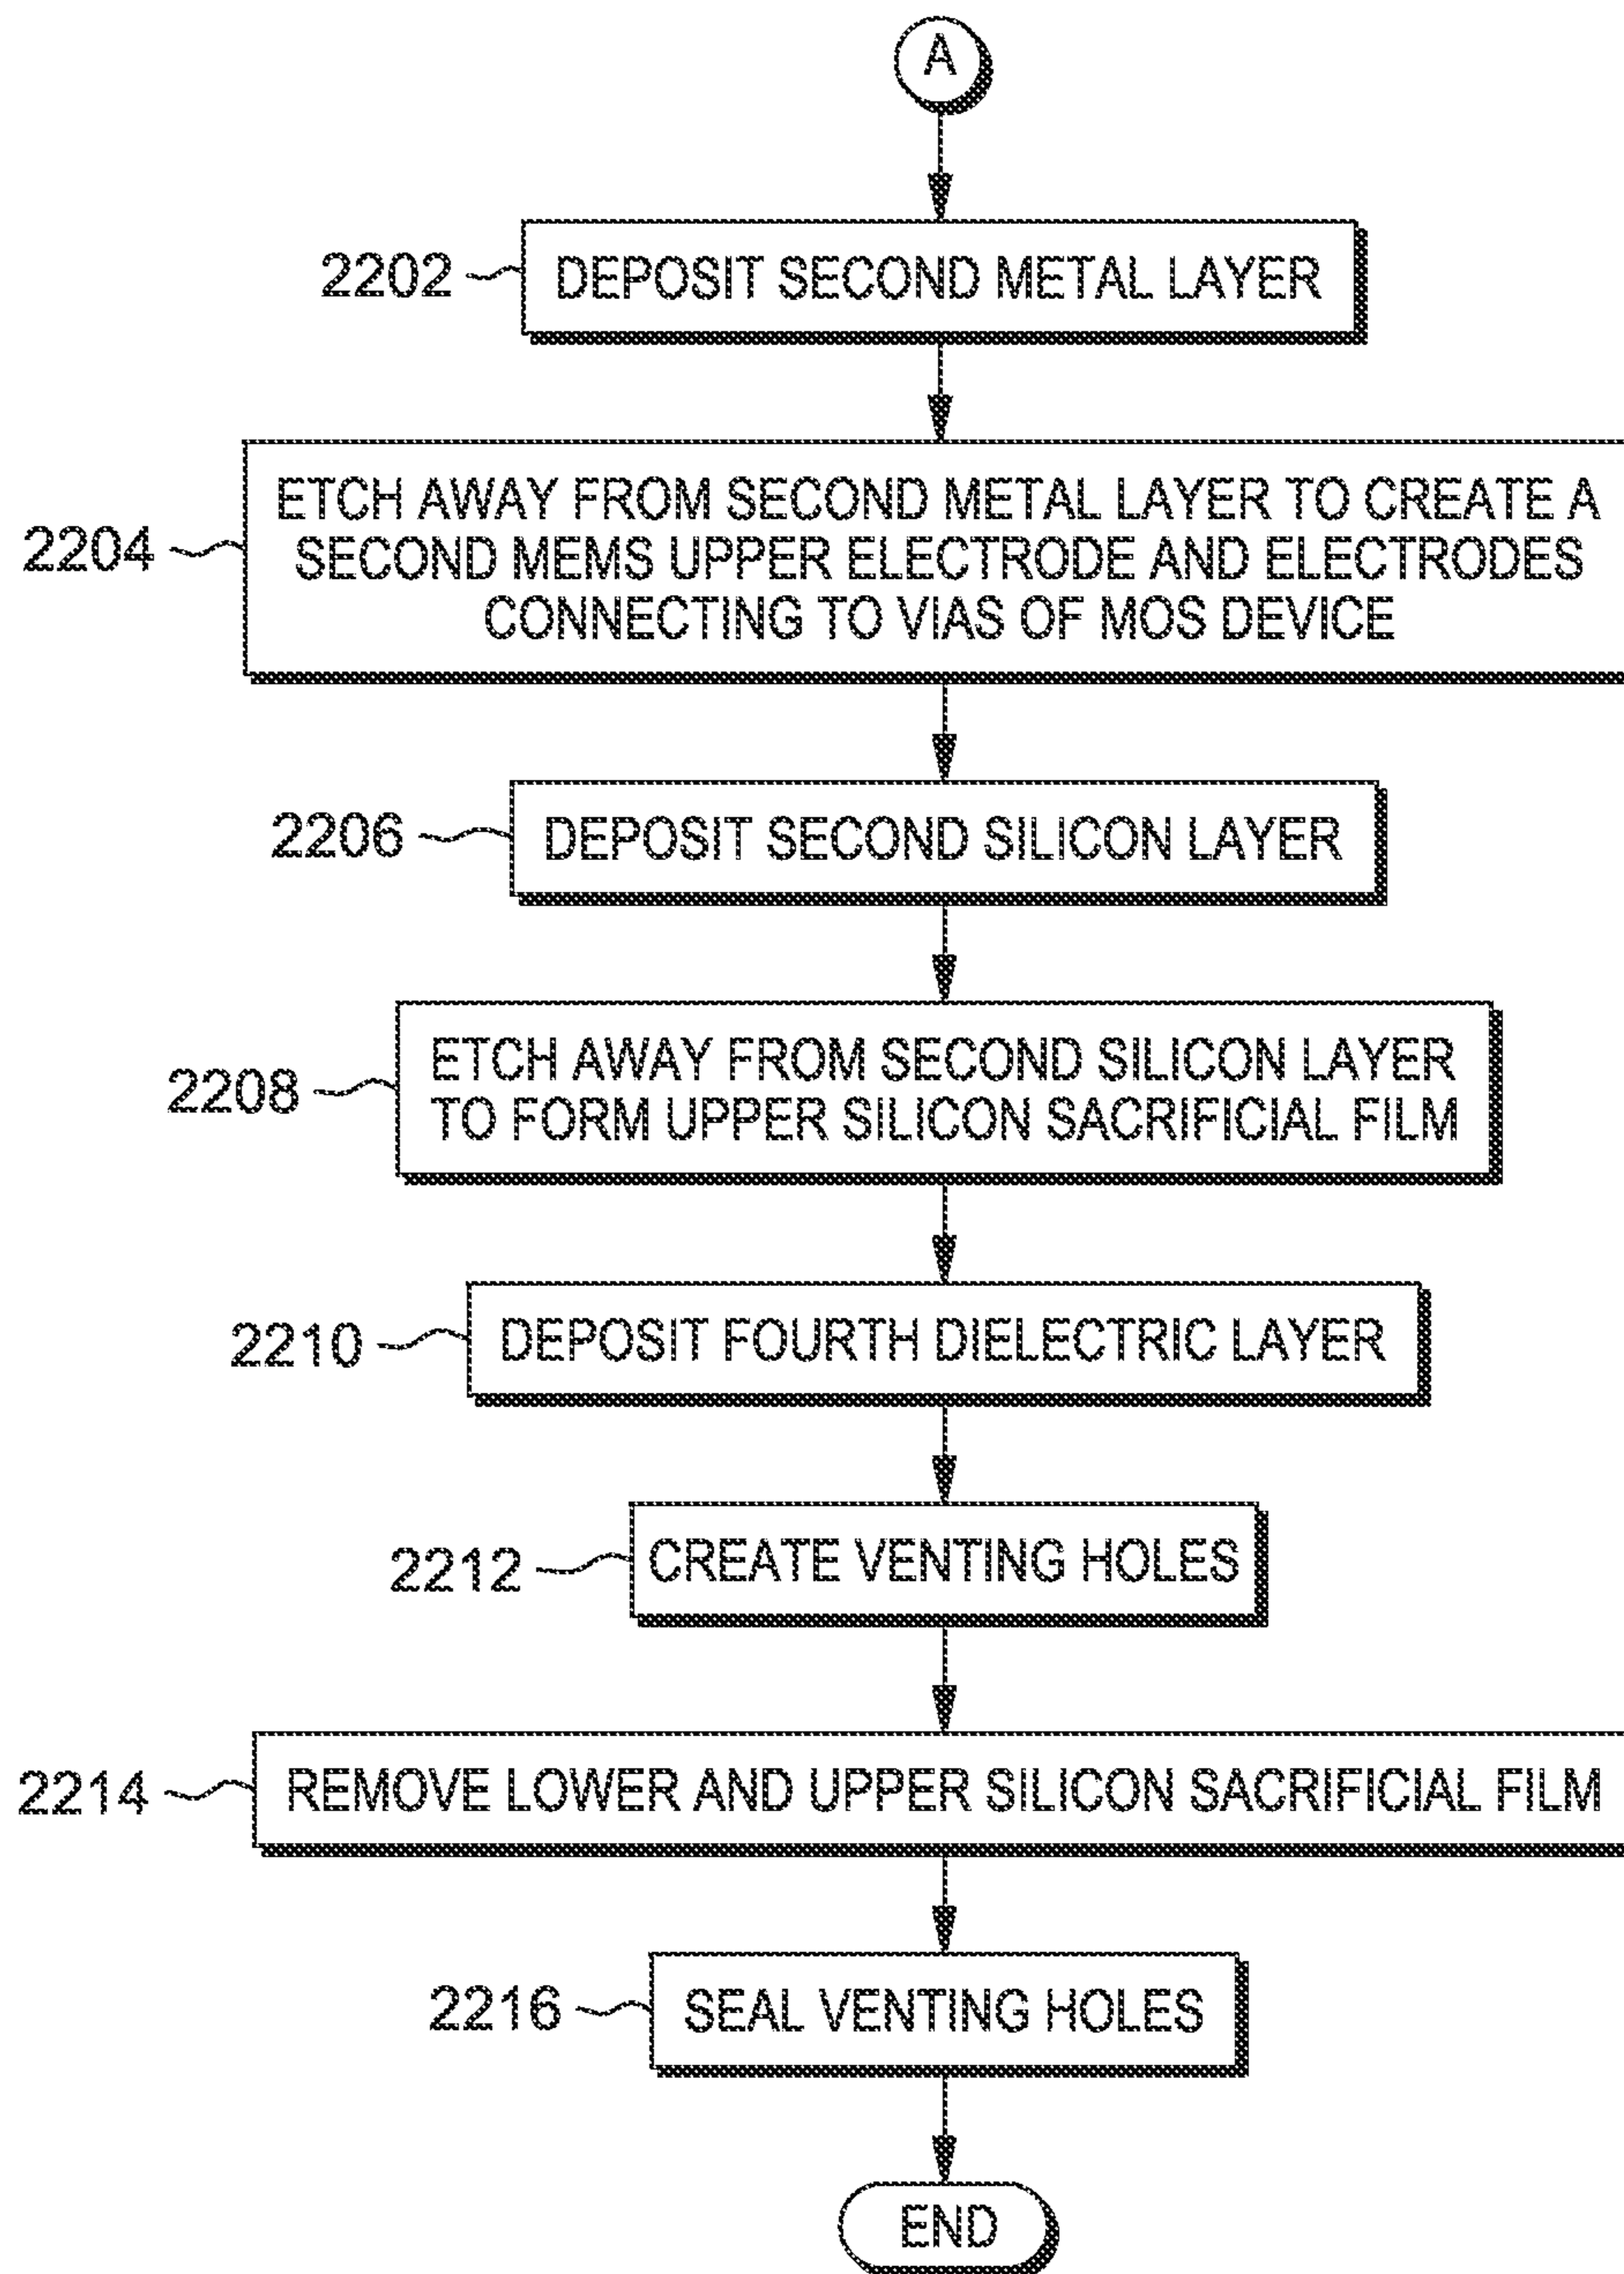 A
2202 DEPOSIT SECOND METAL LAYER
ETCH AWAY FROM SECOND METAL LAYER TO CREATE A
2204 SECOND MEMS UPPER ELECTRODE AND ELECTRODES
CONNECTING TO VIAS OF MOS DEVICE
2206 DEPOSIT SECOND SILICON LAYER
2208 ETCH AWAY FROM SECOND SILICON LAYER
TO FORM UPPER SILICON SACRIFICIAL FILM
2210 DEPOSIT FOURTH DIELECTRIC LAYER
2212 CREATE VENTING HOLES
2214 REMOVE LOWER AND UPPER SILICON SACRIFICIAL FILM
2216 SEAL VENTING HOLES
END